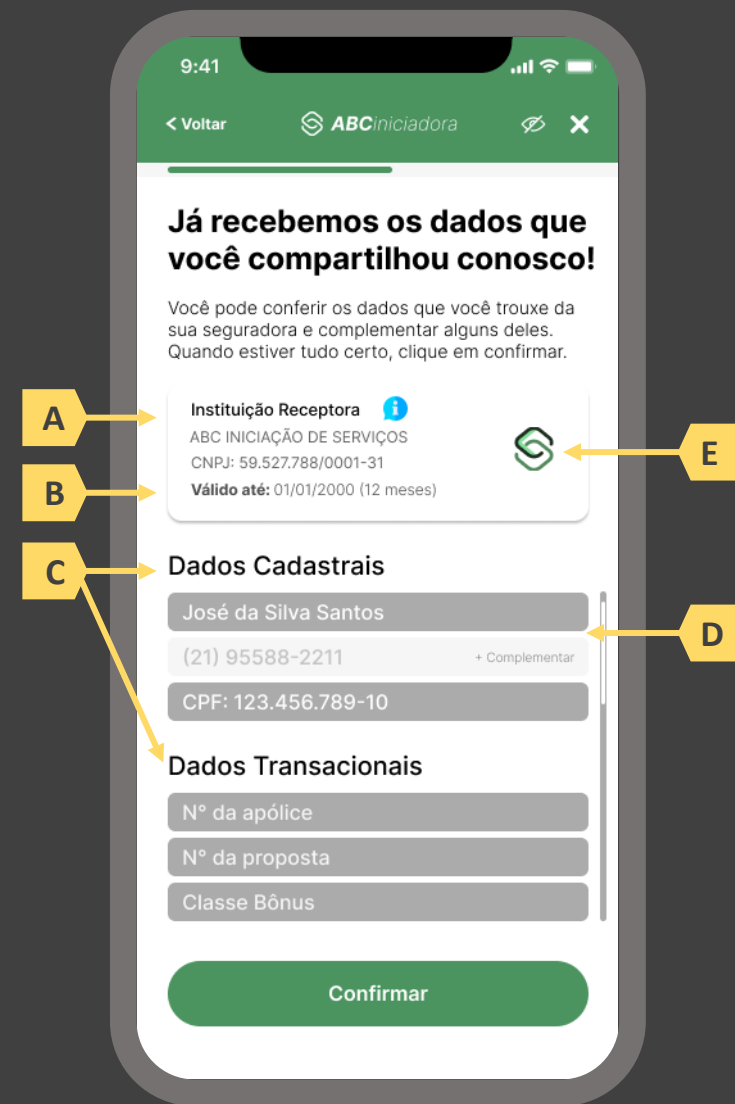 9:41
< Voltar
ABCiniciadora
Já recebemos os dados que
você compartilhou conosco!
Você pode conferir os dados que você trouxe da
sua seguradora e complementar alguns deles.
Quando estiver tudo certo, clique em confirmar.
A
Instituição Receptora
ABC INICIAÇÃO DE SERVIÇOS
E
CNPJ: 59.527.788/0001-31
B
Válido até: 01/01/2000 (12 meses)
C
Dados Cadastrais
José da Silva Santos
D
(21) 95588-2211 + Complementar
CPF: 123.456.789-10
Dados Transacionais
N° da apólice
N° da proposta
Classe Bônus
Confirmar